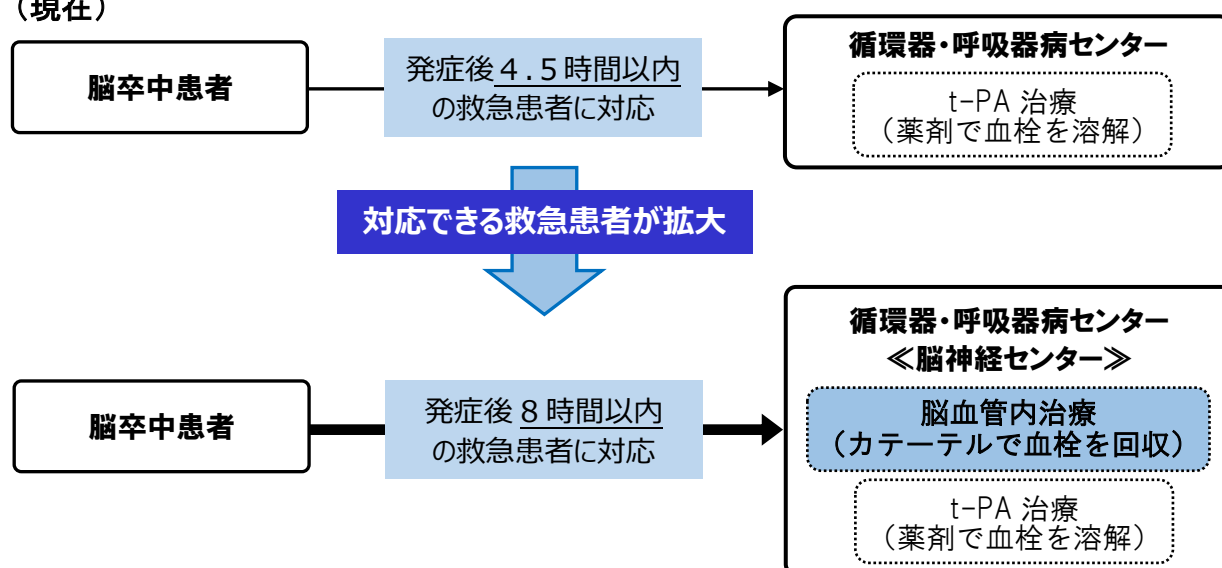 （現在）
脳卒中患者
発症後４.５時間以内
の救急患者に対応
循環器・呼吸器病センター
t-PA 治療
（薬剤で血栓を溶解）
対応できる救急患者が拡大
脳卒中患者
発症後 8 時間以内
の救急患者に対応
循環器・呼吸器病センター
≪脳神経センター≫
脳血管内治療
（カテーテルで血栓を回収）
t-PA 治療
（薬剤で血栓を溶解）